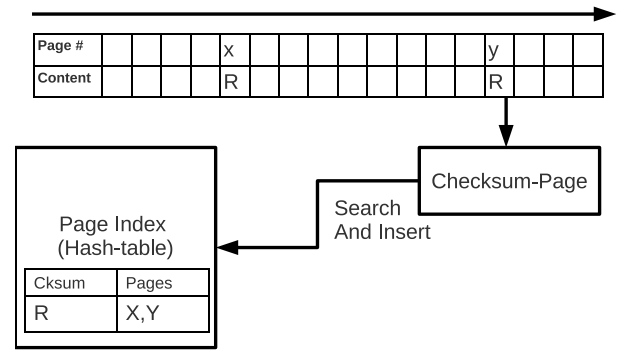 Page # x y
Content R R
Checksum-Page
Search
And Insert
Page Index
(Hash-table)
Cksum Pages
R X,Y